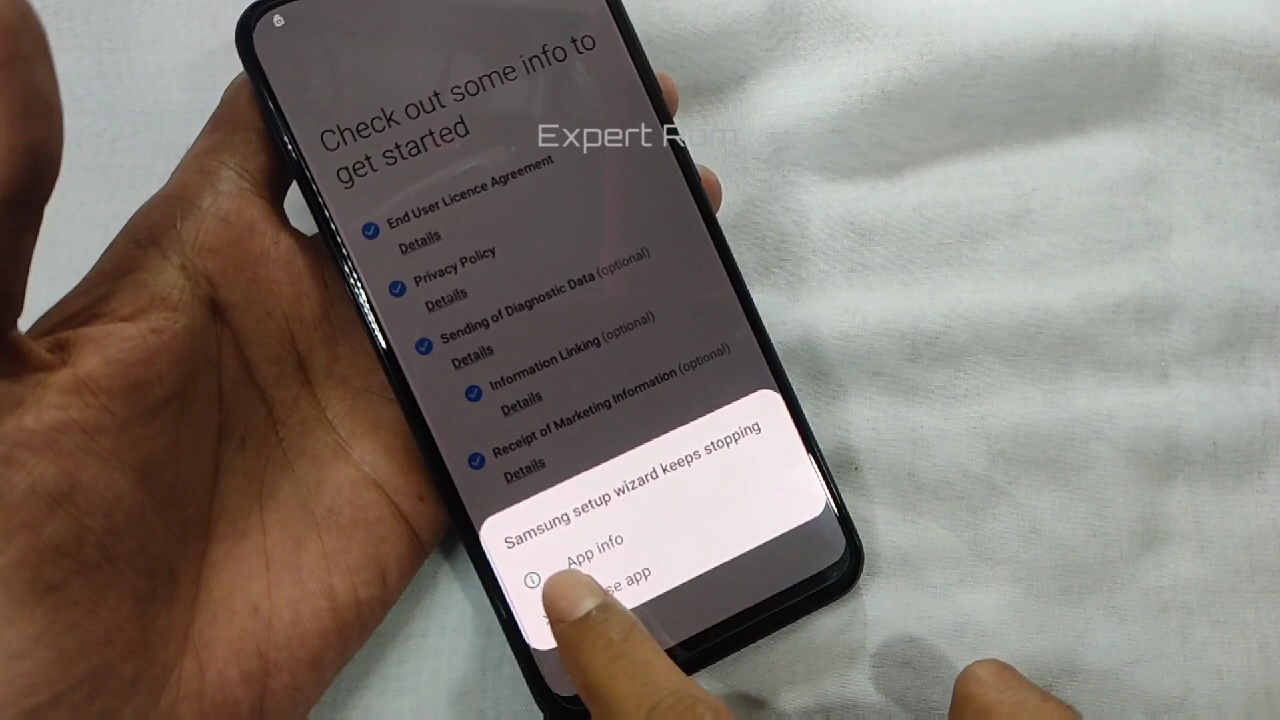 Check out some info to
get started
Expert Rom
End User Licence Agreement
Details
Privacy Policy
Details
Sending of Diagnostic Data (optional)
Details
Information Linking (optional)
Details
Receipt of Marketing Information (optional)
Details
Samsung setup wizard keeps stopping
App info
se app